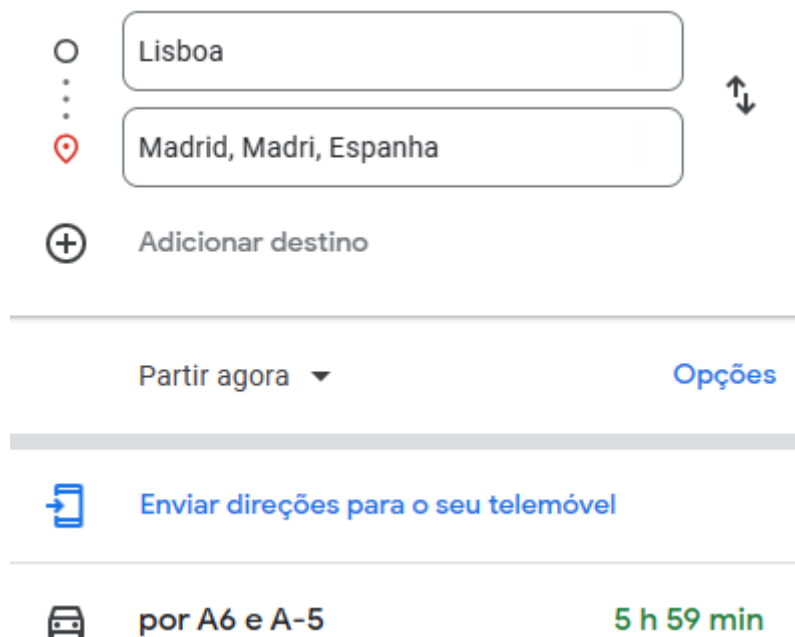 Lisboa
Madrid, Madri, Espanha
Adicionar destino
Partir agora
Opções
Enviar direções para o seu telemóvel
por A6 e A-5
5 h 59 min